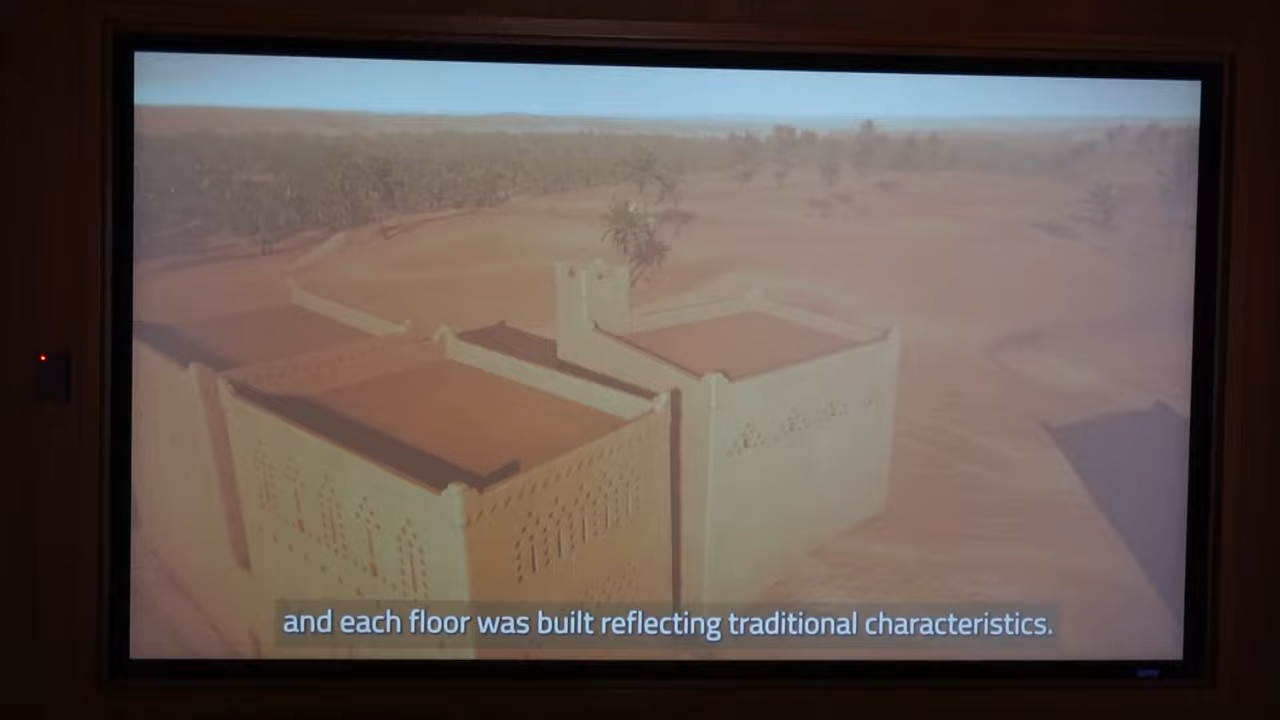 and each floor was built reflecting traditional characteristics.